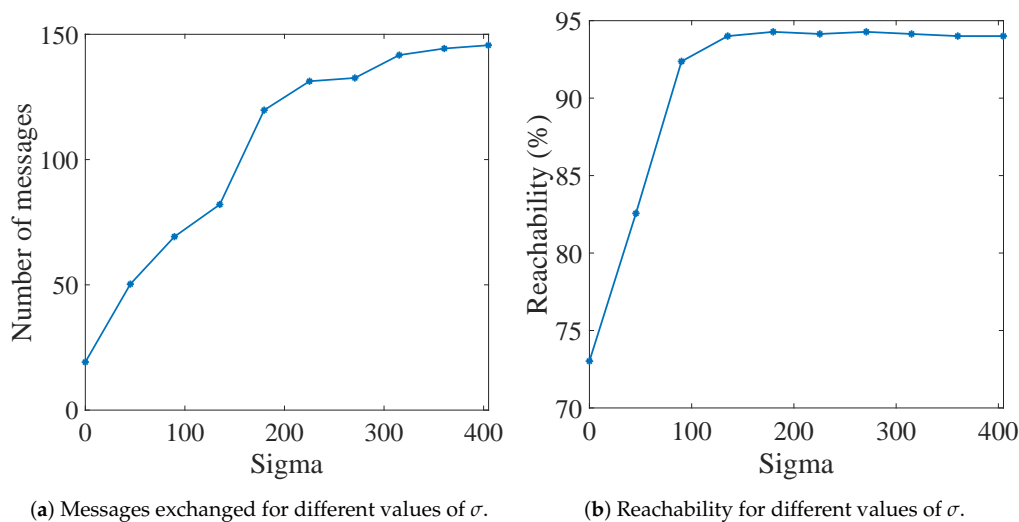 150
100
50
0
Number of messages
0 100 200 300 400
Sigma
(a) Messages exchanged for different values of σ.
95
90
85
80
75
70
Reachability (%)
0 100 200 300 400
Sigma
(b) Reachability for different values of σ.